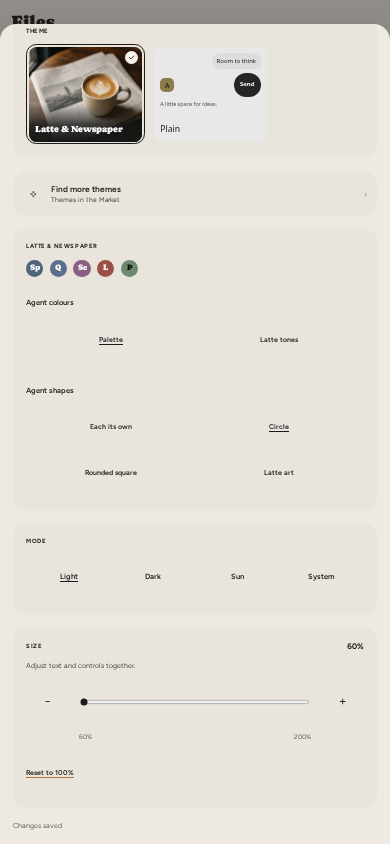 Files
THEME
Room to think
A
Send
A little space for ideas.
Latte & Newspaper
Plain
Find more themes
Themes in the Market
LATTE & NEWSPAPER
Sp Q Sc L P
Agent colours
Palette Latte tones
Agent shapes
Each its own Circle
Rounded square Latte art
MODE
Light Dark Sun System
SIZE 60%
Adjust text and controls together.
− +
60% 200%
Reset to 100%
Changes saved